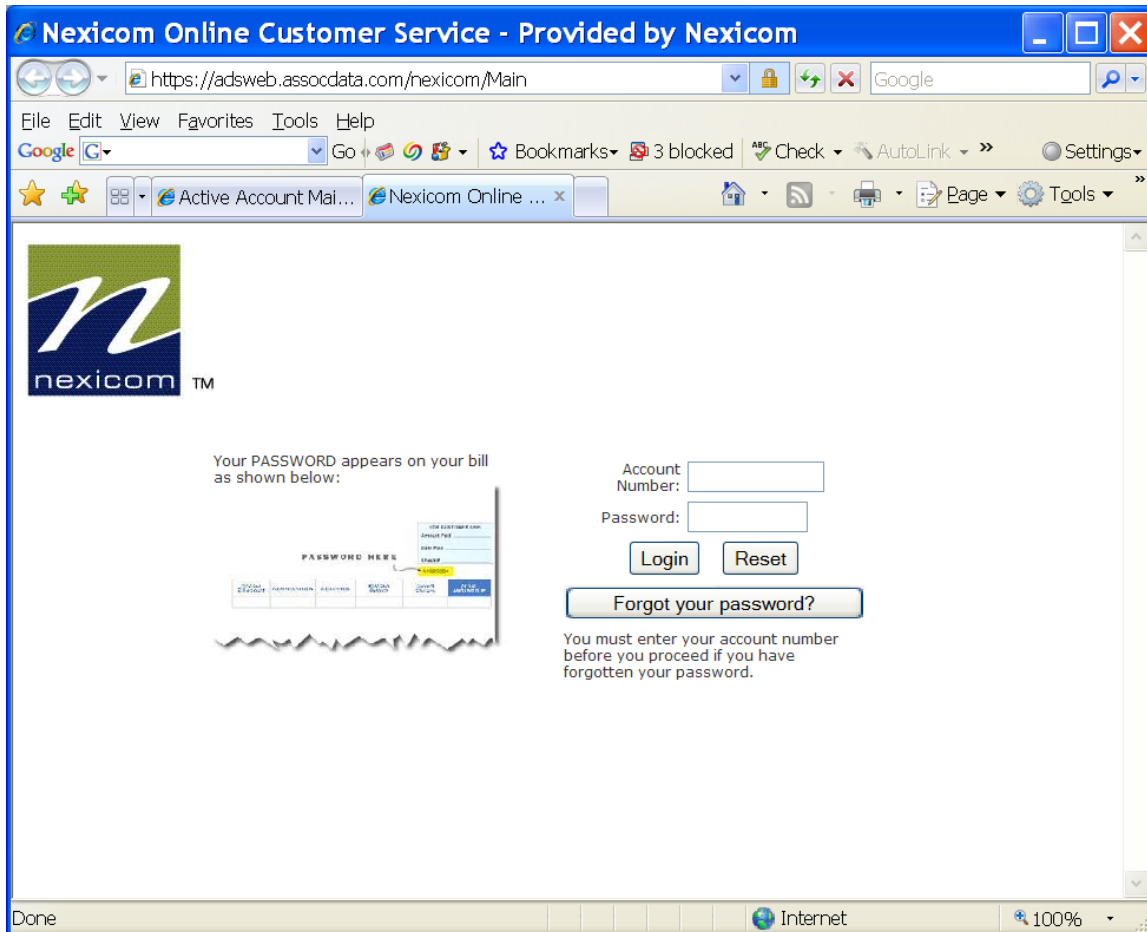 Nexicom Online Customer Service - Provided by Nexicom
https://adsweb.assocdata.com/nexicom/Main
Google
File Edit View Favorites Tools Help
Google G Go Bookmarks 3 blocked ABC Check AutoLink » Settings
Active Account Mai... Nexicom Online ... x Page Tools »
nexicom TM
Your PASSWORD appears on your bill
as shown below:
PASSWORD HERE
Account
Number:
Password:
Login Reset
Forgot your password?
You must enter your account number
before you proceed if you have
forgotten your password.
Done Internet 100%